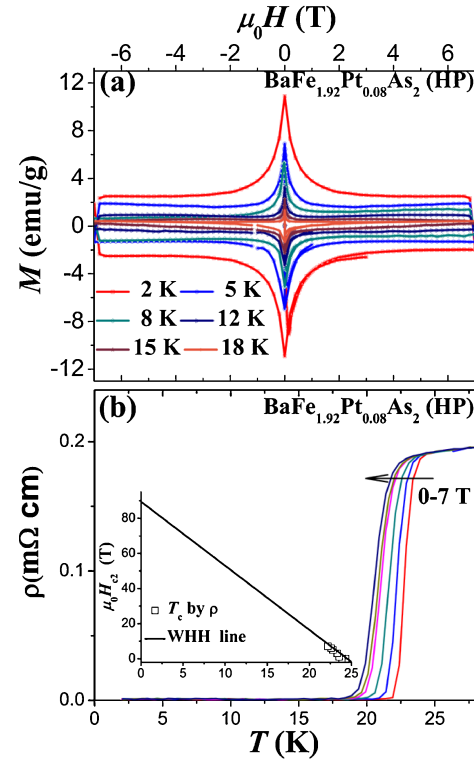 μ₀H (T)
-6 -4 -2 0 2 4 6
(a) BaFe₁.₉₂Pt₀.₀₈As₂ (HP)
12
8
4
0
-4
-8
-12
M (emu/g)
2 K 5 K
8 K 12 K
15 K 18 K
(b) BaFe₁.₉₂Pt₀.₀₈As₂ (HP)
0.2
0.1
0.0
ρ(mΩ cm)
0-7 T
80
60
40
20
0
μ₀H_c2 (T)
T_c by ρ
WHH line
0 5 10 15 20 25
0 5 10 15 20 25
T (K)